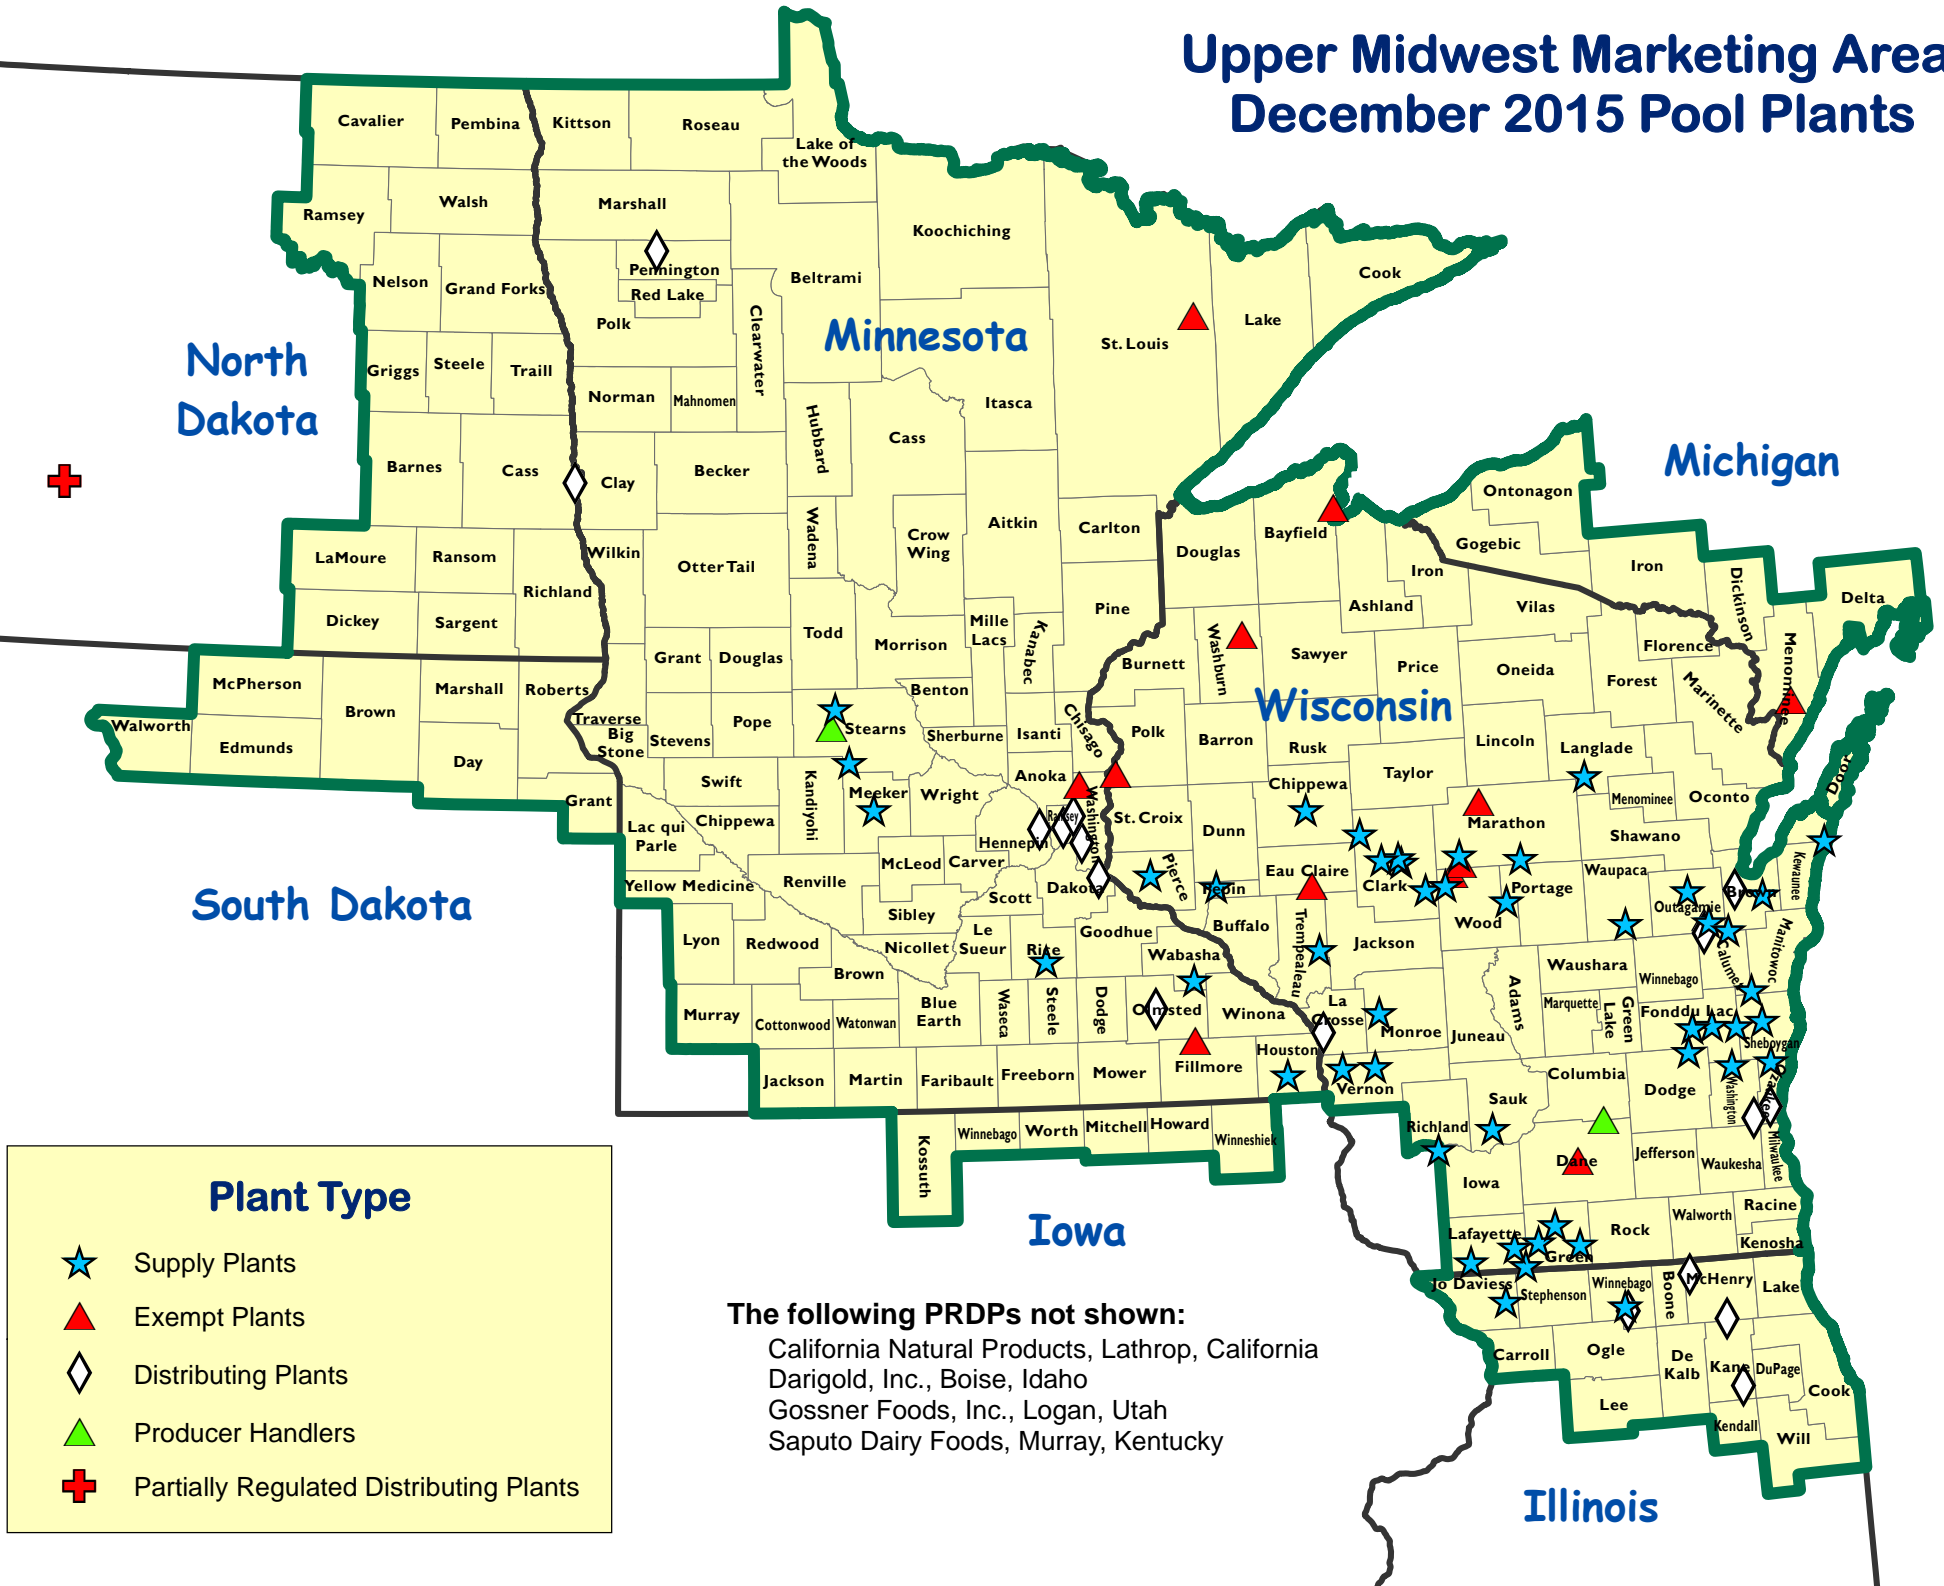 Upper Midwest Marketing Area
December 2015 Pool Plants
Cavalier
Pembina
Kittson
Roseau
Lake of
the Woods
Ramsey
Walsh
Marshall
Koochiching
Nelson
Grand Forks
Pennington
Red Lake
Polk
Clearwater
Beltrami
Cook
Lake
St. Louis
Minnesota
North
Dakota
Griggs
Steele
Traill
Norman
Mahnomen
Hubbard
Itasca
Cass
Michigan
Barnes
Cass
Clay
Becker
Wadena
Crow
Wing
Aitkin
Carlton
Ontonagon
Bayfield
Douglas
Gogebic
Iron
Iron
Dickinson
LaMoure
Ransom
Wilkin
Otter Tail
Richland
Dickey
Sargent
Todd
Morrison
Mille
Lacs
Kanabec
Pine
Ashland
Vilas
Delta
Menominee
Grant
Douglas
Burnett
Washburn
Sawyer
Price
Oneida
Florence
Forest
Marinette
McPherson
Marshall
Roberts
Benton
Wisconsin
Walworth
Brown
Traverse
Big
Stone
Stevens
Pope
Stearns
Sherburne
Isanti
Chisago
Polk
Barron
Rusk
Lincoln
Langlade
Edmunds
Day
Swift
Kandiyohi
Meeker
Wright
Anoka
Washington
Chippewa
Taylor
Menominee
Oconto
Door
Grant
Lac qui
Parle
Chippewa
Hennepin
Ramsey
St. Croix
Dunn
Marathon
Shawano
McLeod
Carver
Kewaunee
Yellow Medicine
Renville
Scott
Dakota
Pierce
Pepin
Eau Claire
Clark
Portage
Waupaca
Outagamie
Brown
South Dakota
Sibley
Wood
Lyon
Redwood
Nicollet
Le
Sueur
Rice
Goodhue
Buffalo
Trempealeau
Jackson
Brown
Wabasha
Adams
Waushara
Winnebago
Calumet
Manitowoc
Murray
Cottonwood
Watonwan
Blue
Earth
Waseca
Steele
Dodge
Olmsted
Winona
La
Crosse
Monroe
Juneau
Marquette
Green
Lake
Fond du Lac
Sheboygan
Jackson
Martin
Faribault
Freeborn
Mower
Fillmore
Houston
Vernon
Columbia
Dodge
Washington
Ozaukee
Sauk
Kossuth
Winnebago
Worth
Mitchell
Howard
Winneshiek
Richland
Dane
Jefferson
Waukesha
Milwaukee
Iowa
Iowa
Lafayette
Green
Rock
Walworth
Racine
Kenosha
Jo Daviess
Stephenson
Winnebago
Boone
McHenry
Lake
Carroll
Ogle
De
Kalb
Kane
DuPage
Cook
Lee
Kendall
Will
Illinois
Plant Type
Supply Plants
Exempt Plants
Distributing Plants
Producer Handlers
Partially Regulated Distributing Plants
The following PRDPs not shown:
California Natural Products, Lathrop, California
Darigold, Inc., Boise, Idaho
Gossner Foods, Inc., Logan, Utah
Saputo Dairy Foods, Murray, Kentucky